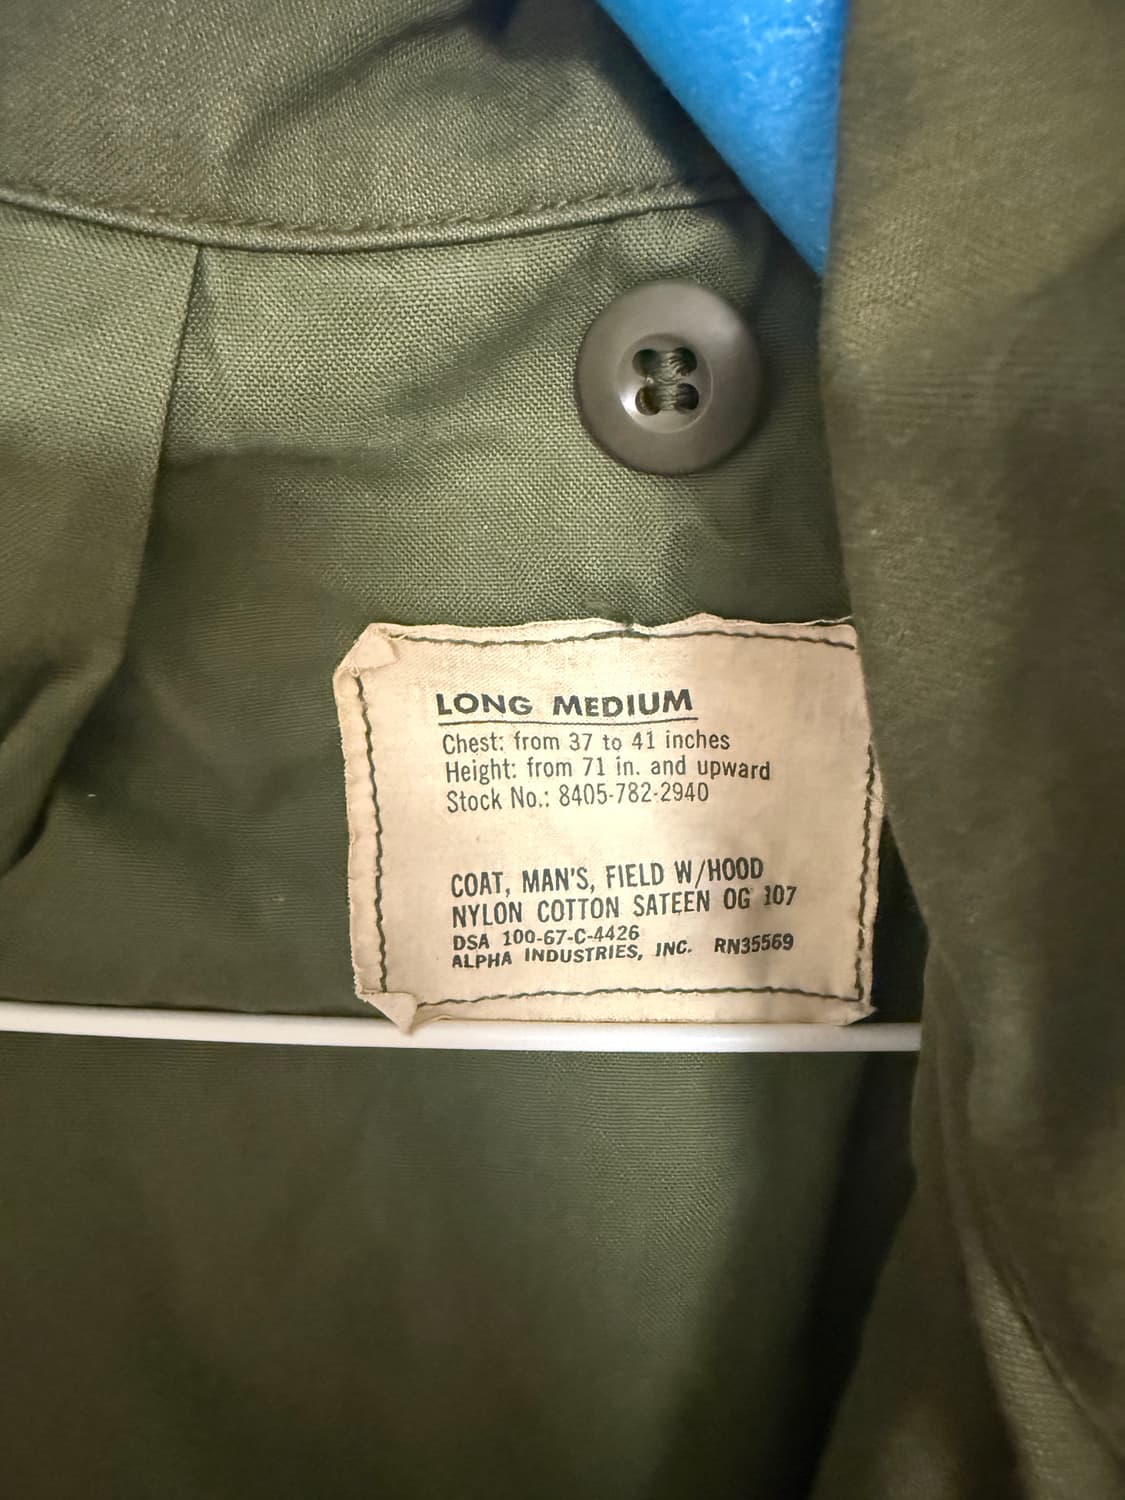 LONG MEDIUM
Chest: from 37 to 41 inches
Height: from 71 in. and upward
Stock No.: 8405-782-2940
COAT, MAN'S, FIELD W/HOOD
NYLON COTTON SATEEN OG 107
DSA 100-67-C-4426
ALPHA INDUSTRIES, INC. RN35569